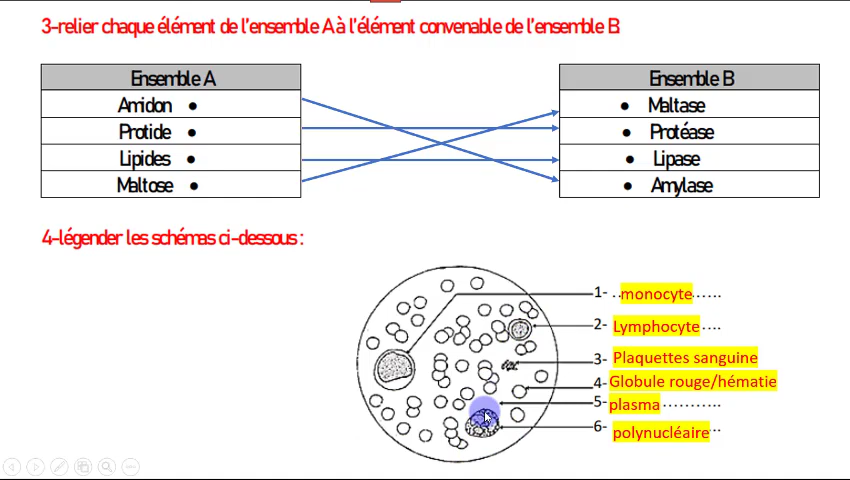 3-relier chaque élément de l'ensemble A à l'élément convenable de l'ensemble B
Ensemble A
Amidon •
Protide •
Lipides •
Maltose •
Ensemble B
• Maltase
• Protéase
• Lipase
• Amylase
4-légender les schémas ci-dessous :
1- ..monocyte......
2- Lymphocyte....
3- Plaquettes sanguine
4- Globule rouge/hématie
5- plasma...........
6- polynucléaire...